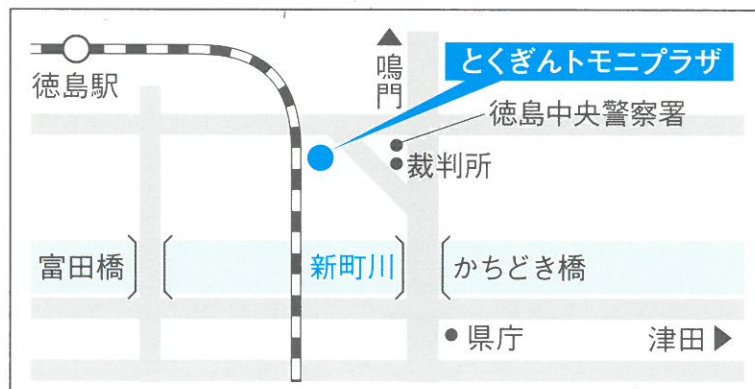 とくぎんトモニプラザ
鳴門
徳島駅
徳島中央警察署
裁判所
富田橋
新町川
かちどき橋
県庁
津田